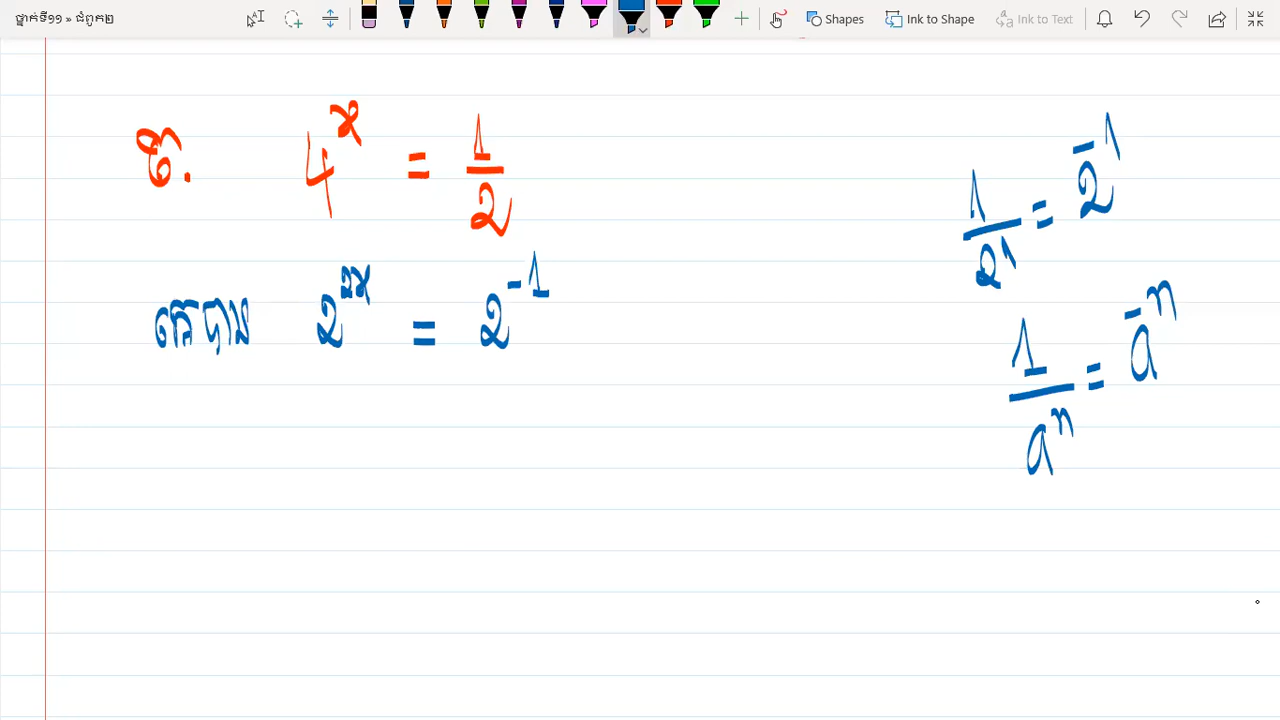 ថ្នាក់ទី១១ » ជំពូក២
Shapes Ink to Shape Ink to Text
ច. 4^x = 1/2
គេបាន 2^{2x} = 2^{-1}
1/2^1 = 2^{-1}
1/a^n = a^{-n}